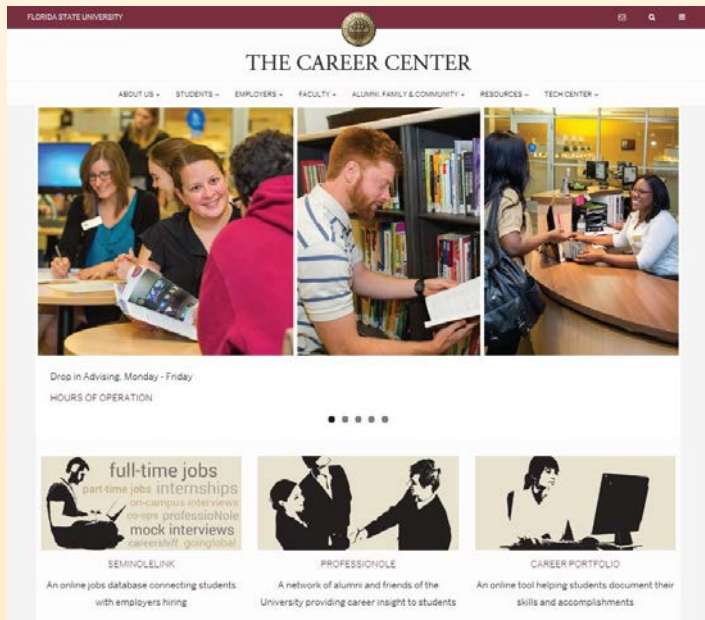 FLORIDA STATE UNIVERSITY
THE CAREER CENTER
ABOUT US STUDENTS EMPLOYERS FACULTY ALUMNI, FAMILY & COMMUNITY RESOURCES TECH CENTER
Drop in Advising, Monday - Friday
HOURS OF OPERATION
full-time jobs
part-time jobs internships
on-campus interviews
co-ops professioNole
mock interviews
careershift goinglobal
SEMINOLELINK
An online jobs database connecting students
with employers hiring
PROFESSIONOLE
A network of alumni and friends of the
University providing career insight to students
CAREER PORTFOLIO
An online tool helping students document their
skills and accomplishments